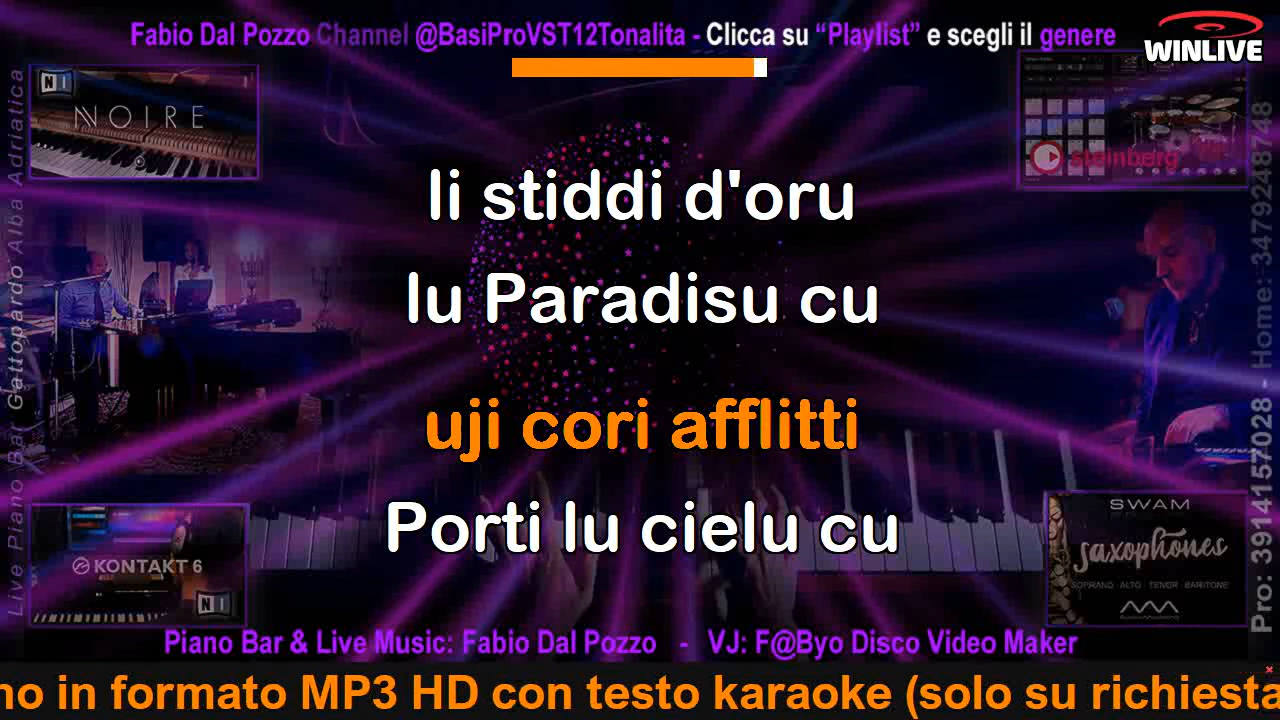 Fabio Dal Pozzo Channel @BasiProVST12Tonalita - Clicca su “Playlist” e scegli il genere
WINLIVE
NOIRE
steinberg
Live Piano Bar Gattopardo Alba Adriatica
li stiddi d'oru
lu Paradisu cu
uji cori afflitti
Porti lu cielu cu
Pro: 3914157028 - Home: 3479248748
KONTAKT 6
SWAM
saxophones
SOPRANO · ALTO · TENOR · BARITONE
Piano Bar & Live Music: Fabio Dal Pozzo - VJ: F@Byo Disco Video Maker
no in formato MP3 HD con testo karaoke (solo su richiesta